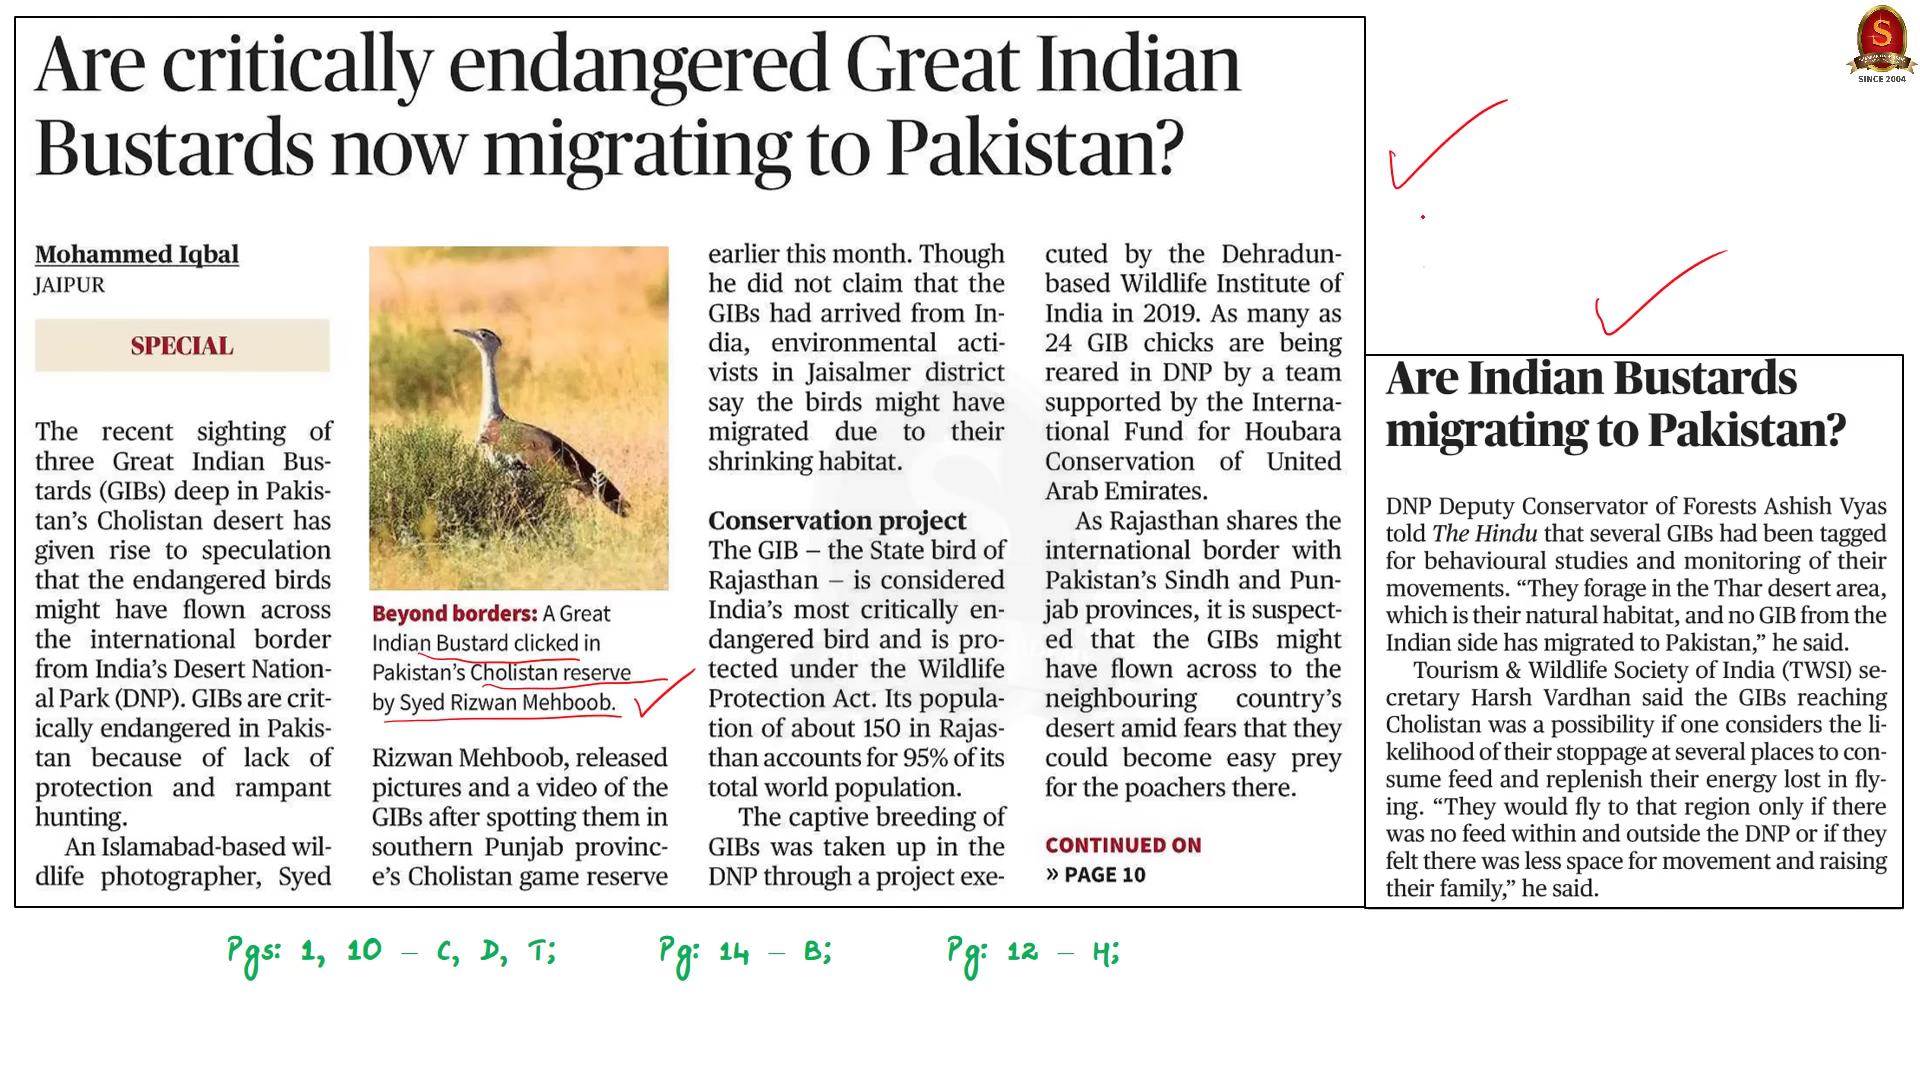 Are critically endangered Great Indian
Bustards now migrating to Pakistan?
Mohammed Iqbal
JAIPUR
SPECIAL
The recent sighting of
three Great Indian Bus-
tards (GIBs) deep in Pakis-
tan's Cholistan desert has
given rise to speculation
that the endangered birds
might have flown across
the international border
from India's Desert Nation-
al Park (DNP). GIBs are crit-
ically endangered in Pakis-
tan because of lack of
protection and rampant
hunting.
An Islamabad-based wil-
dlife photographer, Syed
Beyond borders: A Great
Indian Bustard clicked in
Pakistan's Cholistan reserve
by Syed Rizwan Mehboob.
Rizwan Mehboob, released
pictures and a video of the
GIBs after spotting them in
southern Punjab provinc-
e's Cholistan game reserve
earlier this month. Though
he did not claim that the
GIBs had arrived from In-
dia, environmental acti-
vists in Jaisalmer district
say the birds might have
migrated due to their
shrinking habitat.
Conservation project
The GIB – the State bird of
Rajasthan – is considered
India's most critically en-
dangered bird and is pro-
tected under the Wildlife
Protection Act. Its popula-
tion of about 150 in Rajas-
than accounts for 95% of its
total world population.
The captive breeding of
GIBs was taken up in the
DNP through a project exe-
cuted by the Dehradun-
based Wildlife Institute of
India in 2019. As many as
24 GIB chicks are being
reared in DNP by a team
supported by the Interna-
tional Fund for Houbara
Conservation of United
Arab Emirates.
As Rajasthan shares the
international border with
Pakistan's Sindh and Pun-
jab provinces, it is suspect-
ed that the GIBs might
have flown across to the
neighbouring country's
desert amid fears that they
could become easy prey
for the poachers there.
CONTINUED ON
» PAGE 10
S
SINCE 2004
Are Indian Bustards
migrating to Pakistan?
DNP Deputy Conservator of Forests Ashish Vyas
told The Hindu that several GIBs had been tagged
for behavioural studies and monitoring of their
movements. "They forage in the Thar desert area,
which is their natural habitat, and no GIB from the
Indian side has migrated to Pakistan," he said.
Tourism & Wildlife Society of India (TWSI) se-
cretary Harsh Vardhan said the GIBs reaching
Cholistan was a possibility if one considers the li-
kelihood of their stoppage at several places to con-
sume feed and replenish their energy lost in fly-
ing. "They would fly to that region only if there
was no feed within and outside the DNP or if they
felt there was less space for movement and raising
their family," he said.
Pgs: 1, 10 – C, D, T;
Pg: 14 – B;
Pg: 12 – H;